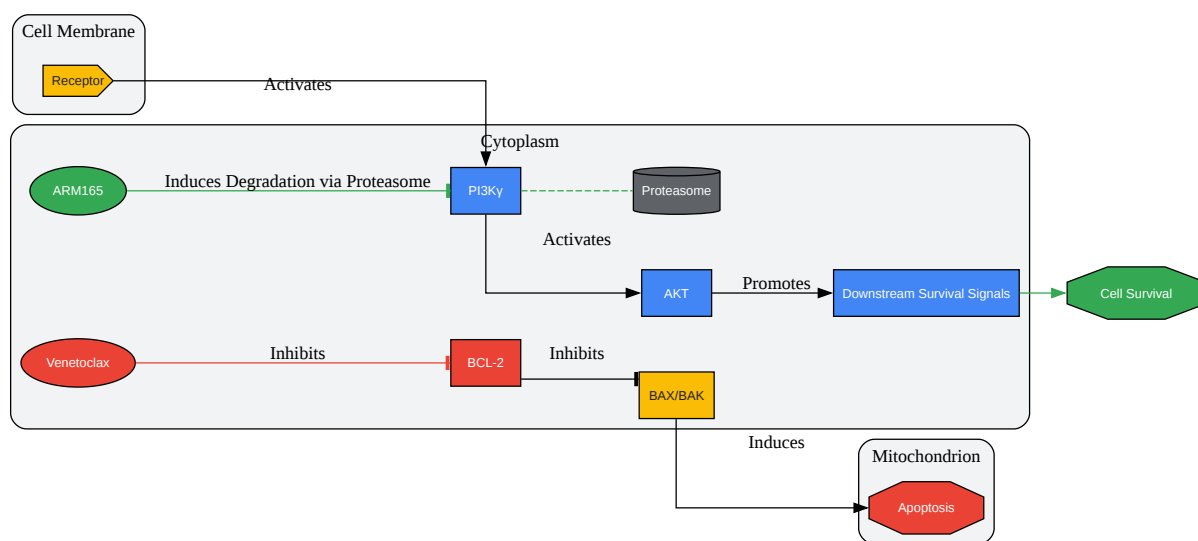 Cell Membrane
Receptor
Activates
Cytoplasm
ARM165
Induces Degradation via Proteasome
PI3Kγ
Proteasome
Activates
AKT
Promotes
Downstream Survival Signals
Cell Survival
Venetoclax
Inhibits
BCL-2
Inhibits
BAX/BAK
Induces
Mitochondrion
Apoptosis